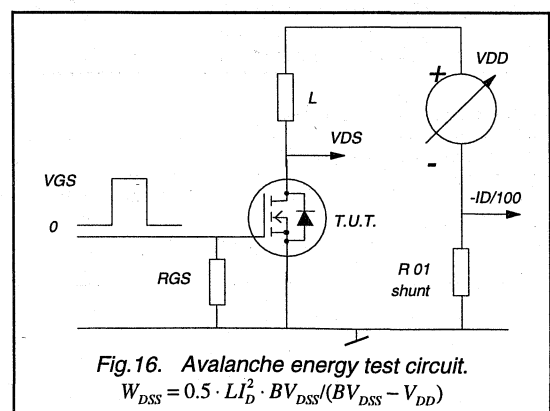 +
VDD
L
VDS
-
VGS
-ID/100
0
T.U.T.
RGS
R 01
shunt
Fig.16. Avalanche energy test circuit.
W_DSS = 0.5 · LI_D^2 · BV_DSS/(BV_DSS − V_DD)